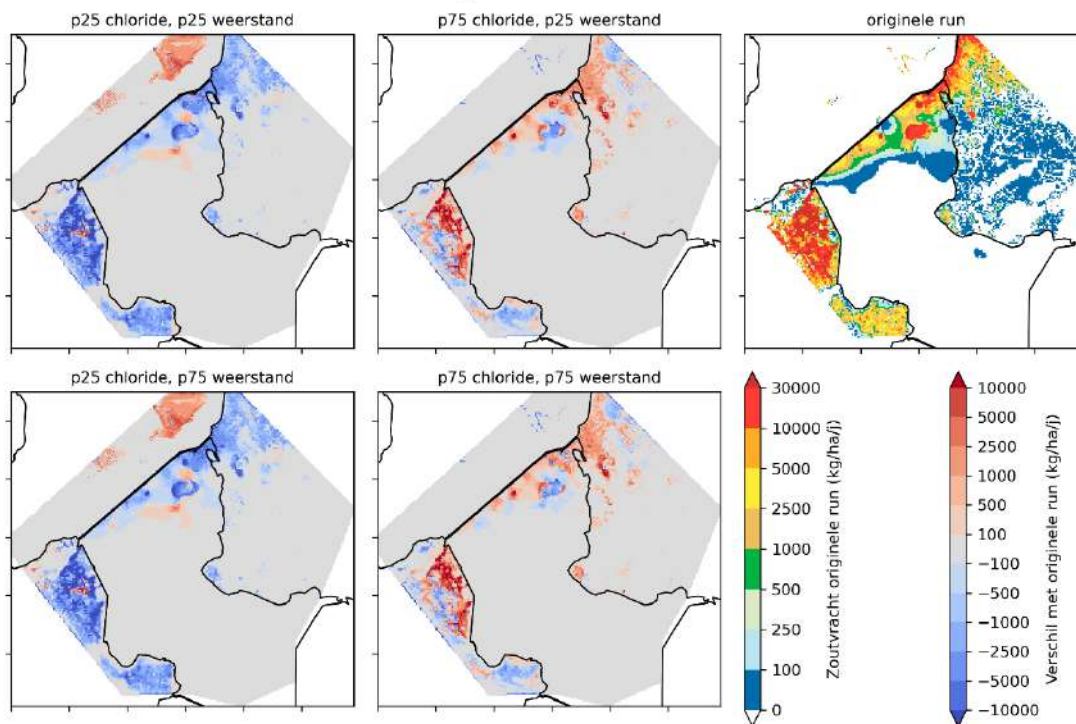 p25 chloride, p25 weerstand
p75 chloride, p25 weerstand
originele run
p25 chloride, p75 weerstand
p75 chloride, p75 weerstand
30000
10000
5000
2500
1000
500
250
100
0
Zoutvracht originele run (kg/ha/j)
10000
5000
2500
1000
500
100
−100
−500
−1000
−5000
−10000
Verschil met originele run (kg/ha/j)